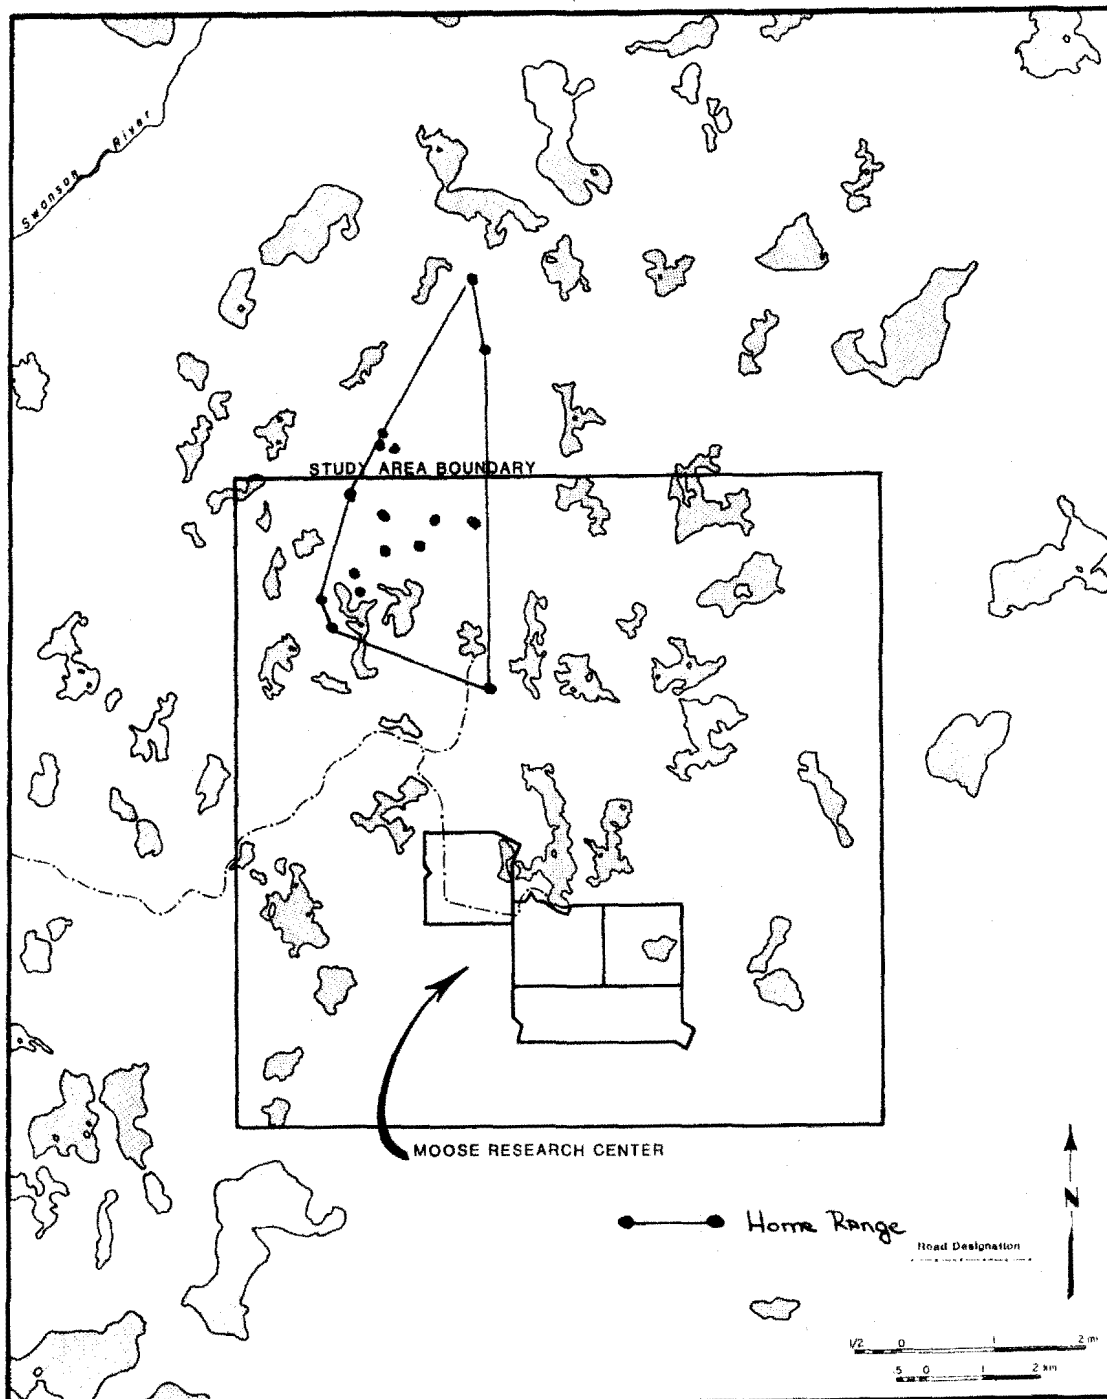 Swanson River
STUDY AREA BOUNDARY
MOOSE RESEARCH CENTER
N
Home Range
Road Designation
1/2 0 1 2 mi
.5 0 1 2 km